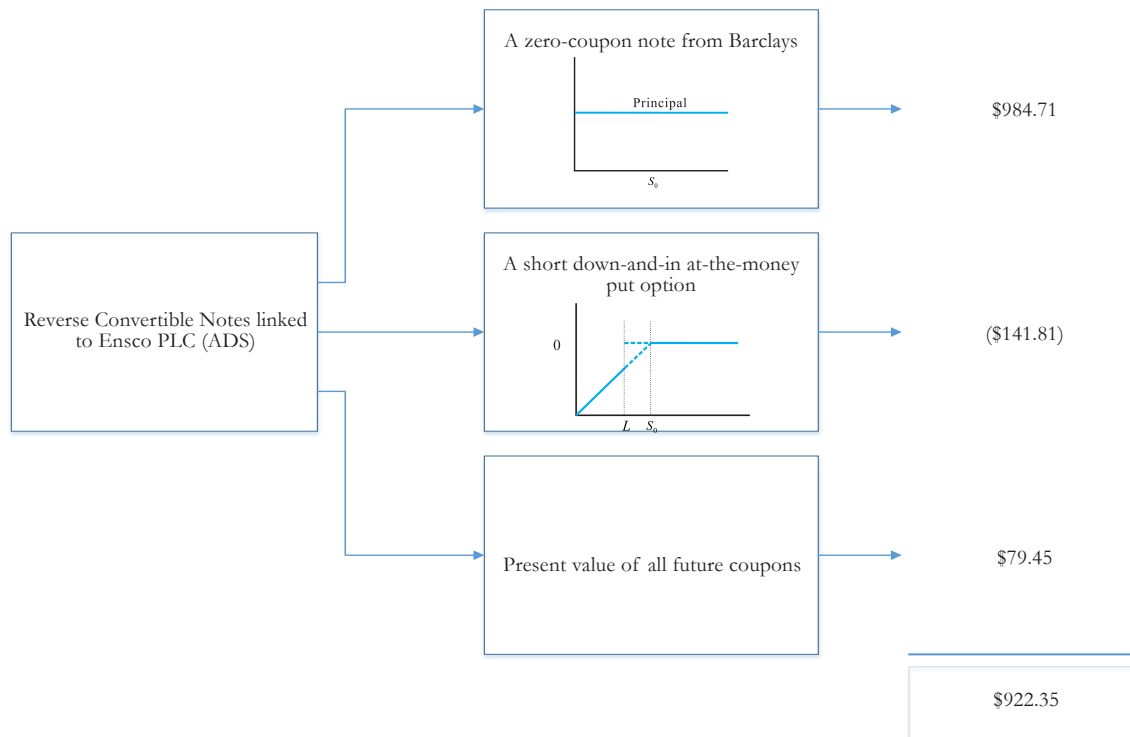 A zero-coupon note from Barclays
Principal
S₀
$984.71
Reverse Convertible Notes linked
to Ensco PLC (ADS)
A short down-and-in at-the-money
put option
0
L S₀
($141.81)
Present value of all future coupons
$79.45
$922.35